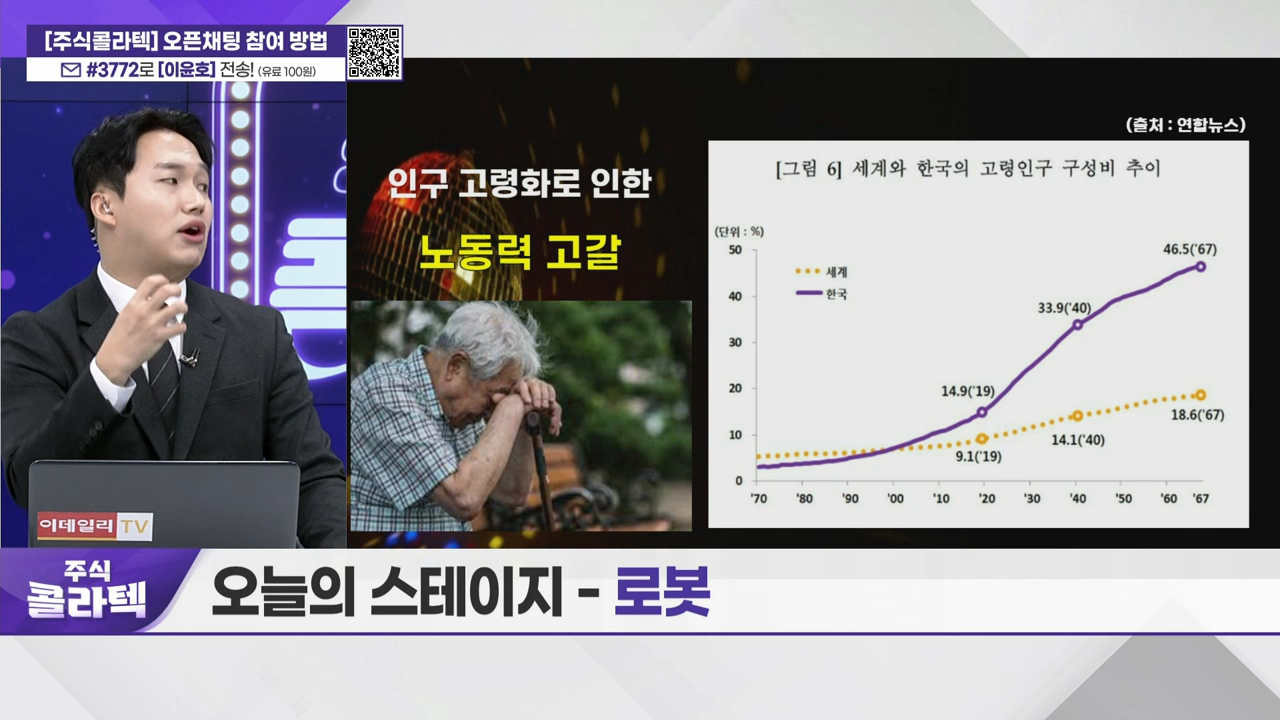 [주식콜라텍] 오픈채팅 참여 방법
#3772로 [이윤호] 전송! (유료 100원)
(출처 : 연합뉴스)
인구 고령화로 인한
노동력 고갈
[그림 6] 세계와 한국의 고령인구 구성비 추이
(단위 : %)
50
40
30
20
10
0
세계
한국
46.5('67)
33.9('40)
14.9('19)
9.1('19)
14.1('40)
18.6('67)
'70 '80 '90 '00 '10 '20 '30 '40 '50 '60 '67
이데일리 TV
주식
콜라텍
오늘의 스테이지 - 로봇